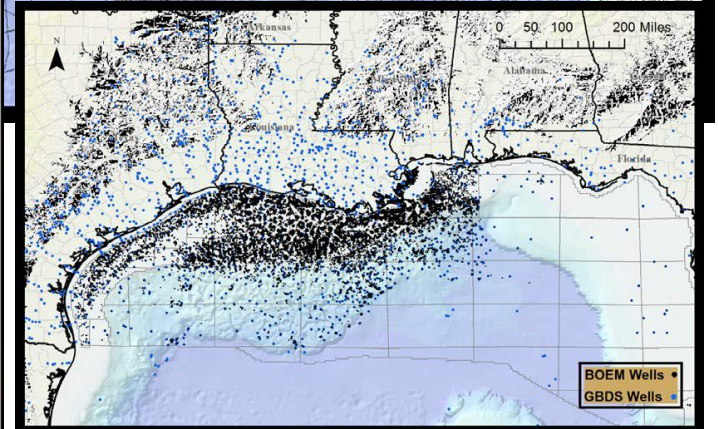 Arkansas
0 50 100 200 Miles
N
Alabama
Louisiana
Florida
BOEM Wells
GBDS Wells